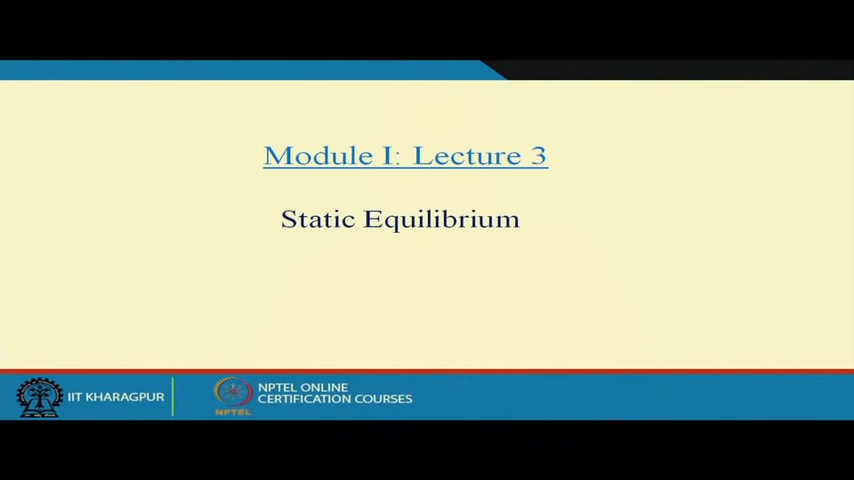 Module I: Lecture 3
Static Equilibrium
IIT KHARAGPUR
NPTEL
NPTEL ONLINE
CERTIFICATION COURSES